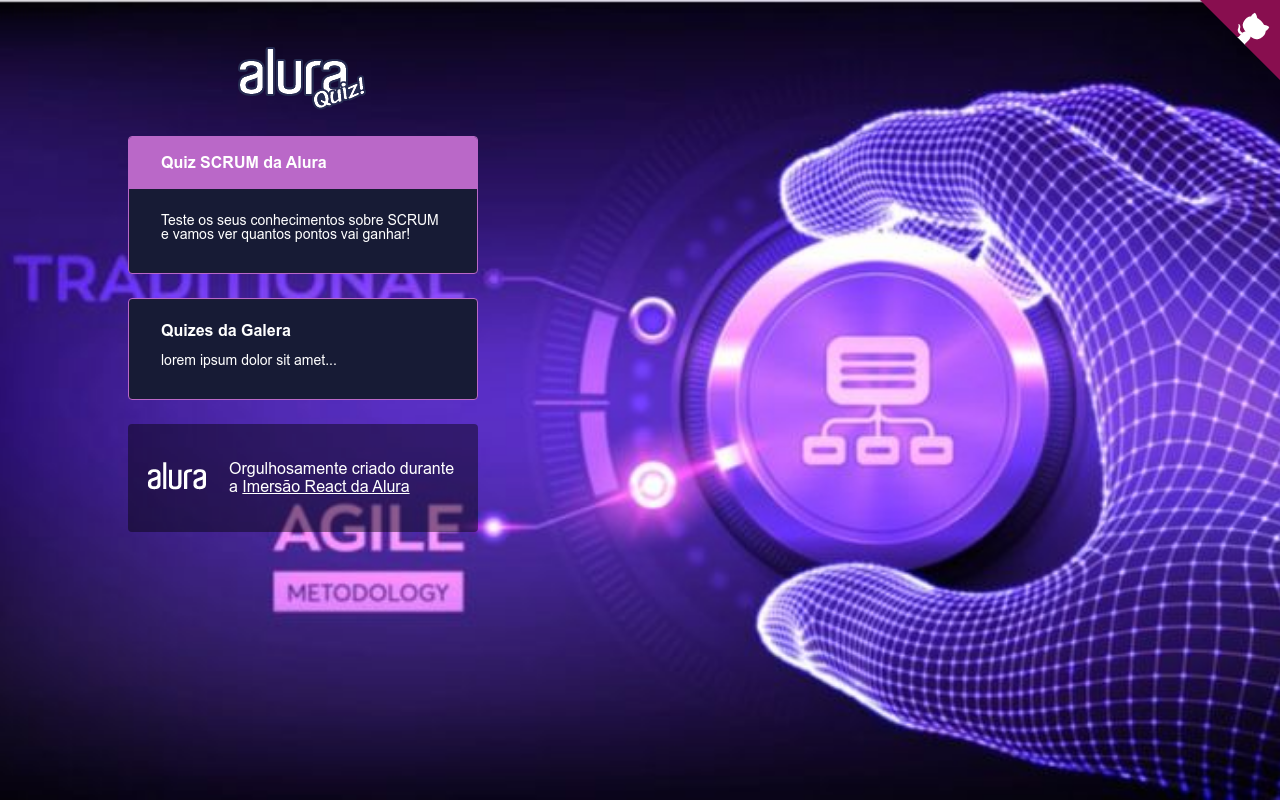 alura
Quiz!
Quiz SCRUM da Alura
Teste os seus conhecimentos sobre SCRUM
e vamos ver quantos pontos vai ganhar!
TRADITIONAL
Quizes da Galera
lorem ipsum dolor sit amet...
alura
Orgulhosamente criado durante
a Imersão React da Alura
AGILE
METODOLOGY